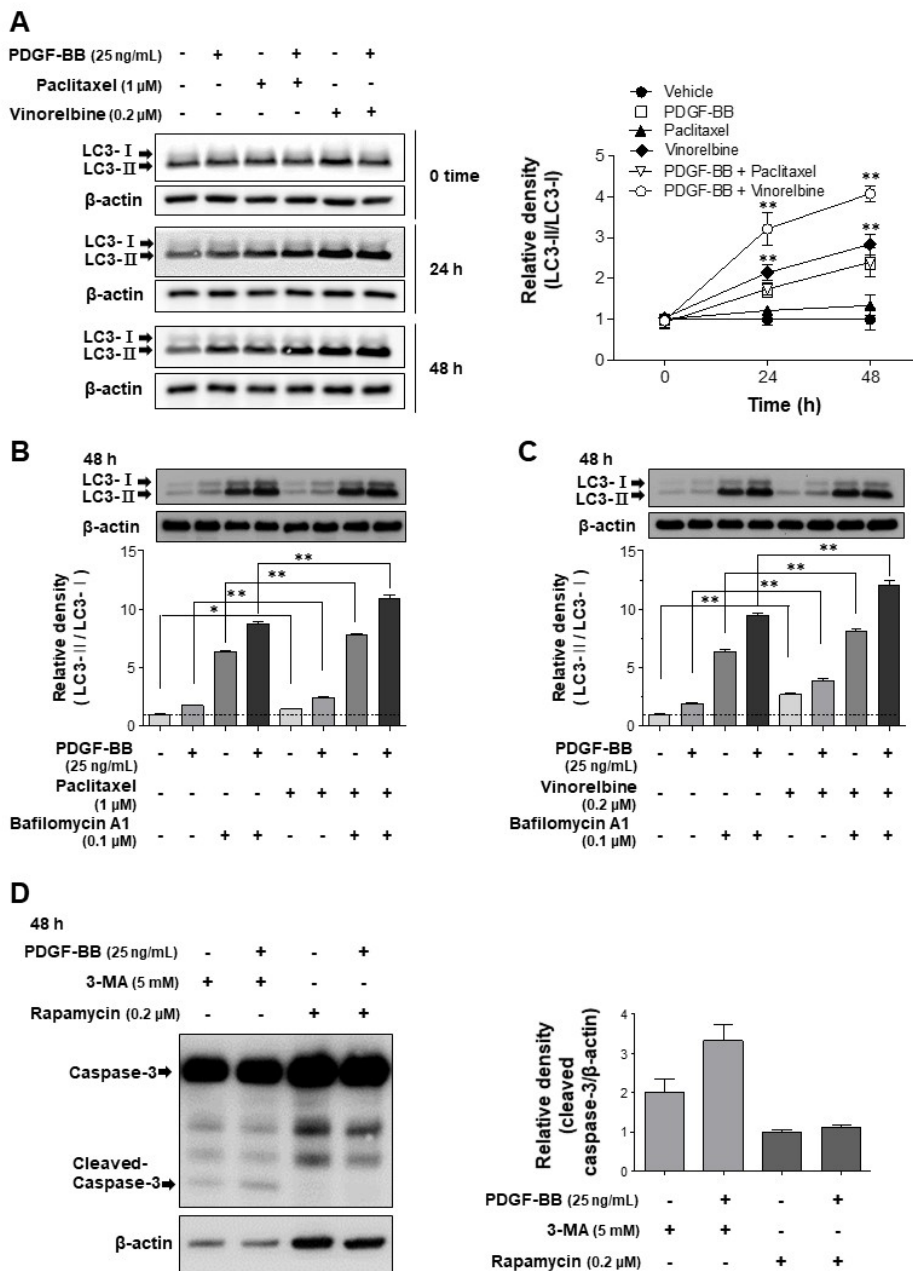 A
PDGF-BB (25 ng/mL) - + - + - +
Paclitaxel (1 µM) - - + + - -
Vinorelbine (0.2 µM) - - - - + +
LC3-Ⅰ
LC3-Ⅱ
β-actin
0 time
LC3-Ⅰ
LC3-Ⅱ
β-actin
24 h
LC3-Ⅰ
LC3-Ⅱ
β-actin
48 h
Vehicle
PDGF-BB
Paclitaxel
Vinorelbine
PDGF-BB + Paclitaxel
PDGF-BB + Vinorelbine
Relative density
(LC3-II/LC3-I)
5
4
3
2
1
0
** **
** **
0 24 48
Time (h)
B
48 h
LC3-Ⅰ
LC3-Ⅱ
β-actin
Relative density
( LC3-Ⅱ / LC3-Ⅰ )
15
10
5
0
**
**
**
*
PDGF-BB - + - + - + - +
(25 ng/mL)
Paclitaxel - - - - + + + +
(1 µM)
Bafilomycin A1 - - + + - - + +
(0.1 µM)
C
48 h
LC3-Ⅰ
LC3-Ⅱ
β-actin
Relative density
( LC3-Ⅱ / LC3-Ⅰ )
15
10
5
0
**
**
**
**
PDGF-BB - + - + - + - +
(25 ng/mL)
Vinorelbine - - - - + + + +
(0.2 µM)
Bafilomycin A1 - - + + - - + +
(0.1 µM)
D
48 h
PDGF-BB (25 ng/mL) - + - +
3-MA (5 mM) + + - -
Rapamycin (0.2 µM) - - + +
Caspase-3
Cleaved-
Caspase-3
β-actin
Relative density
(cleaved
caspase-3/β-actin)
4
3
2
1
0
PDGF-BB (25 ng/mL) - + - +
3-MA (5 mM) + + - -
Rapamycin (0.2 µM) - - + +